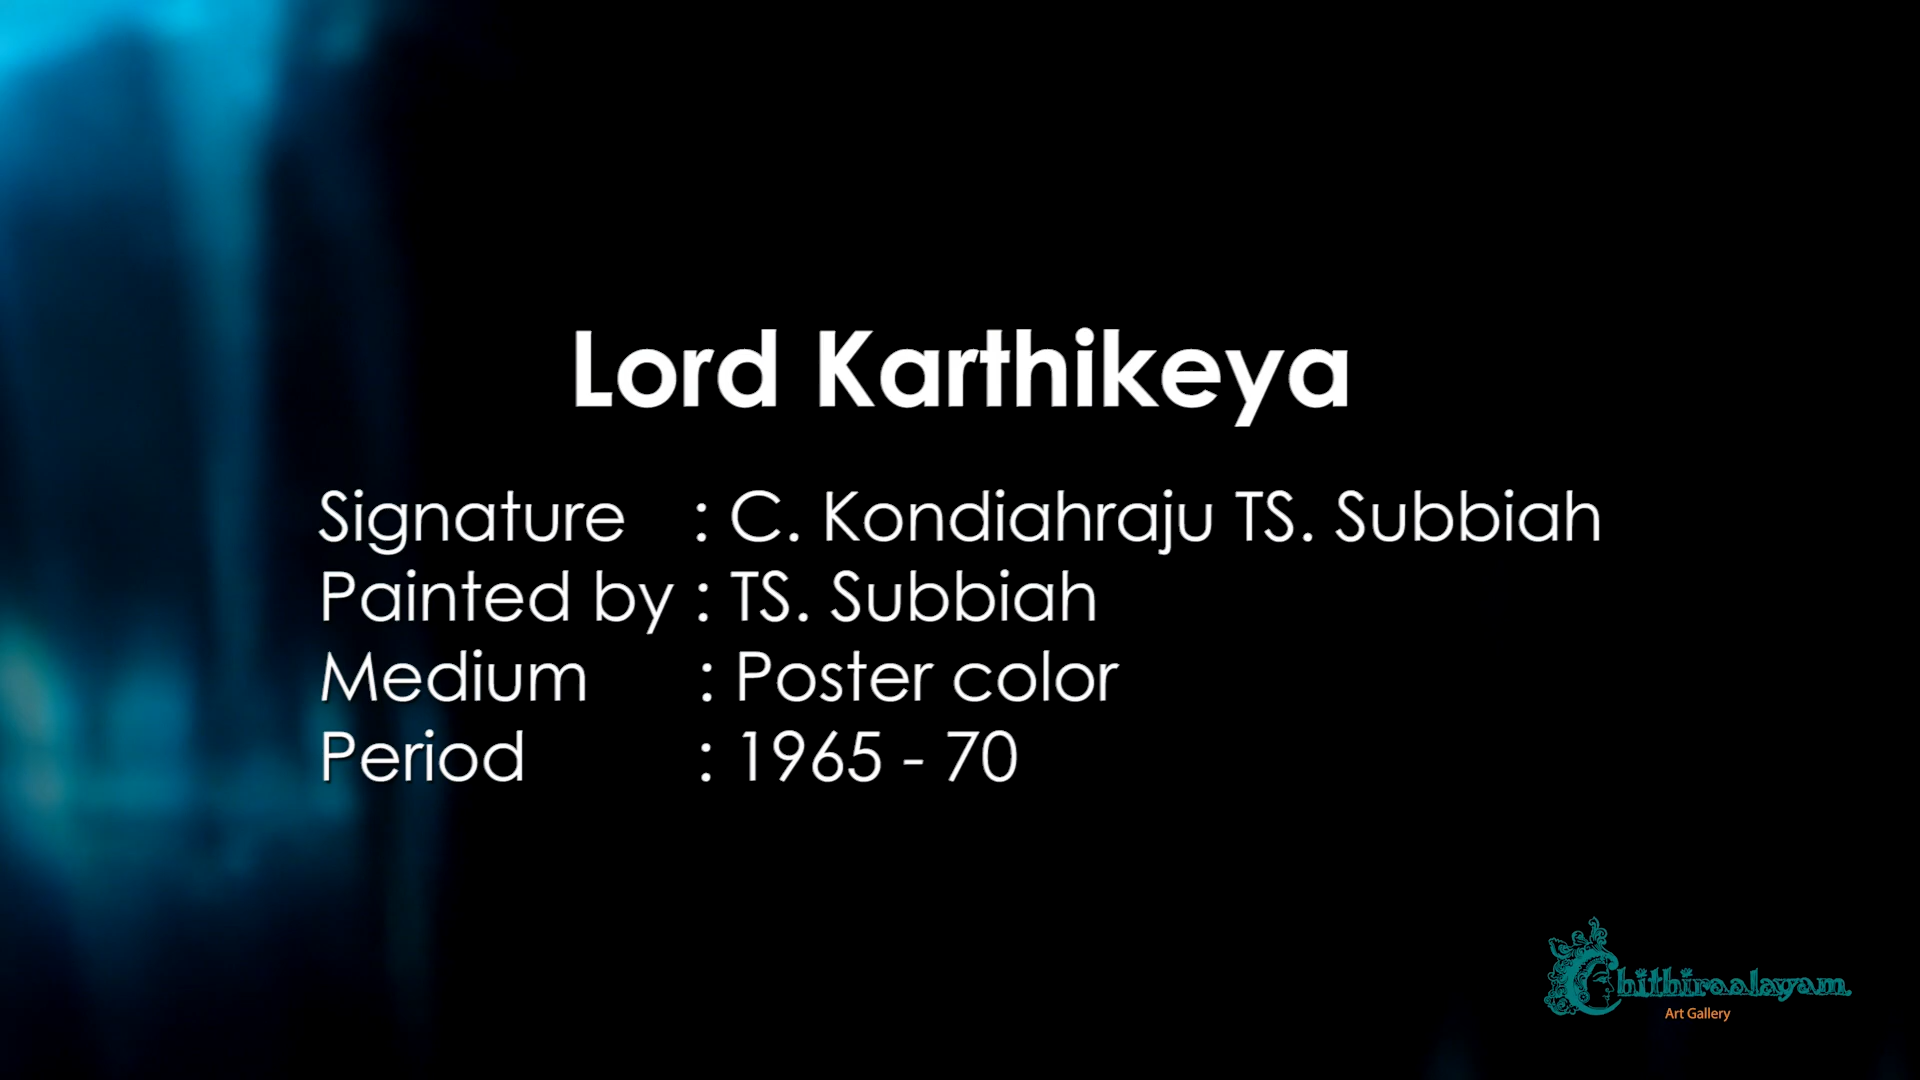 Lord Karthikeya
Signature : C. Kondiahraju TS. Subbiah
Painted by : TS. Subbiah
Medium : Poster color
Period : 1965 - 70
Chithiraalayam
Art Gallery